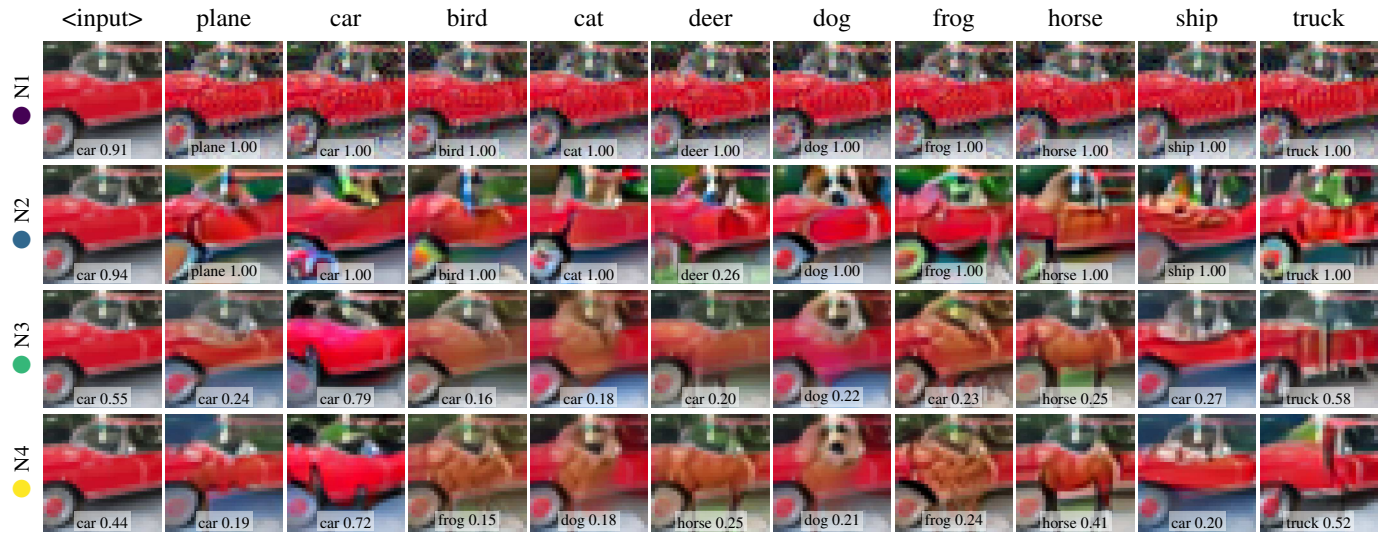 <input> plane car bird cat deer dog frog horse ship truck
N1
car 0.91 plane 1.00 car 1.00 bird 1.00 cat 1.00 deer 1.00 dog 1.00 frog 1.00 horse 1.00 ship 1.00 truck 1.00
N2
car 0.94 plane 1.00 car 1.00 bird 1.00 cat 1.00 deer 0.26 dog 1.00 frog 1.00 horse 1.00 ship 1.00 truck 1.00
N3
car 0.55 car 0.24 car 0.79 car 0.16 car 0.18 car 0.20 dog 0.22 car 0.23 horse 0.25 car 0.27 truck 0.58
N4
car 0.44 car 0.19 car 0.72 frog 0.15 dog 0.18 horse 0.25 dog 0.21 frog 0.24 horse 0.41 car 0.20 truck 0.52